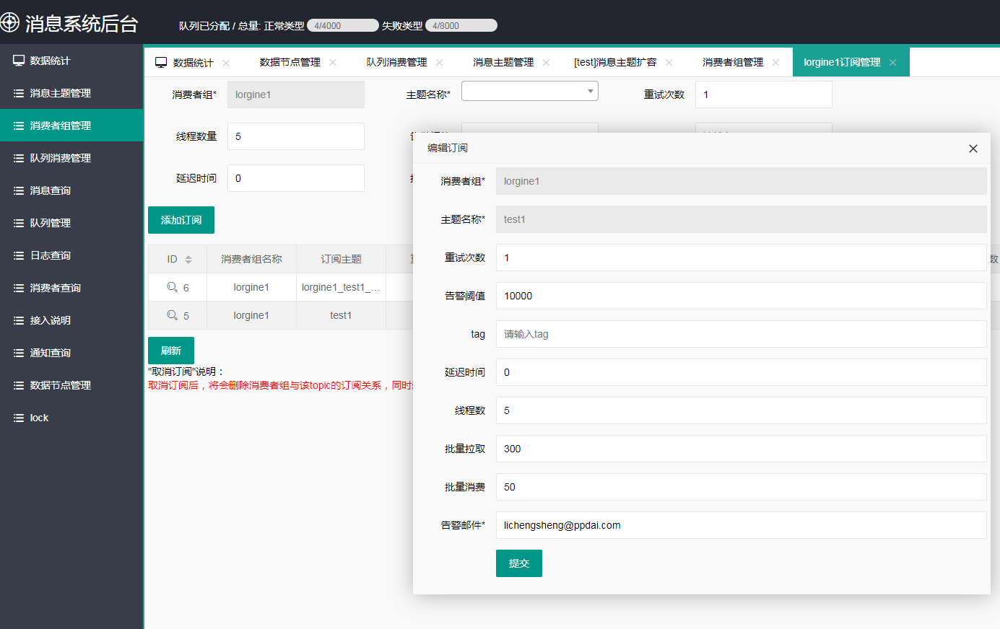 消息系统后台
队列已分配 / 总量: 正常类型 4/4000 失败类型 4/8000
数据统计
消息主题管理
消费者组管理
队列消费管理
消息查询
队列管理
日志查询
消费者查询
接入说明
通知查询
数据节点管理
lock
数据统计 数据节点管理 队列消费管理 消息主题管理 [test]消息主题扩容 消费者组管理 lorgine1订阅管理
消费者组* lorgine1 主题名称* 重试次数 1
线程数量 5
延迟时间 0
添加订阅
ID 消费者组名称 订阅主题 数
6 lorgine1 lorgine1_test1_...
5 lorgine1 test1
刷新
"取消订阅"说明：
取消订阅后，将会删除消费者组与该topic的订阅关系，同时
编辑订阅
消费者组* lorgine1
主题名称* test1
重试次数 1
告警阈值 10000
tag 请输入tag
延迟时间 0
线程数 5
批量拉取 300
批量消费 50
告警邮件* lichengsheng@ppdai.com
提交